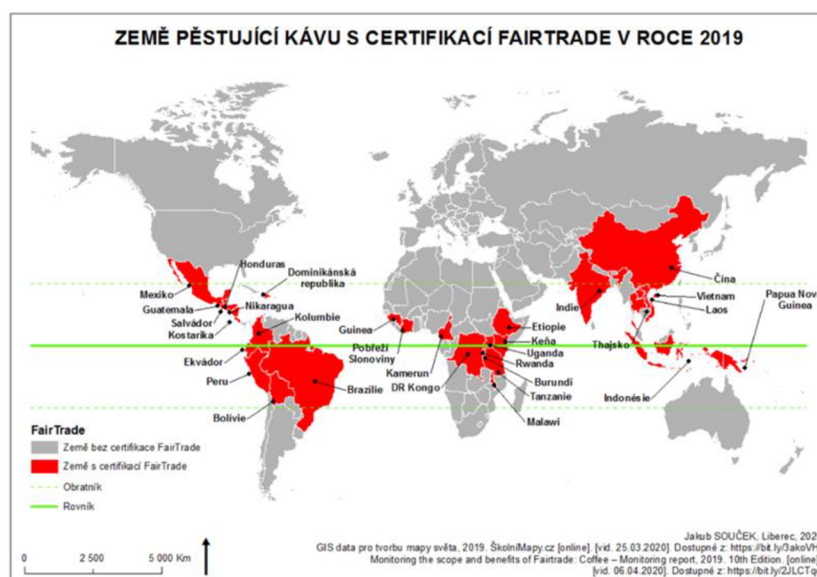 ZEMĚ PĚSTUJÍCÍ KÁVU S CERTIFIKACÍ FAIRTRADE V ROCE 2019
Honduras
Dominikánská
republika
Mexiko
Guatemala
Nikaragua
Salvádor
Kolumbie
Kostarika
Ekvádor
Peru
Brazílie
Bolívie
Guinea
Pobřeží
Slonoviny
Kamerun
DR Kongo
Etiopie
Keňa
Uganda
Rwanda
Burundi
Tanzanie
Malawi
Indie
Čína
Vietnam
Laos
Thajsko
Papua Nov
Guinea
Indonésie
FairTrade
Země bez certifikace FairTrade
Země s certifikací FairTrade
Obratník
Rovník
0 2 500 5 000 Km
Jakub SOUČEK, Liberec, 202
GIS data pro tvorbu mapy světa, 2019. ŠkolniMapy.cz [online]. [vid. 25.03.2020]. Dostupné z: https://bit.ly/3akoVH
Monitoring the scope and benefits of Fairtrade: Coffee – Monitoring report, 2019. 10th Edition. [online]
[vid. 06.04.2020]. Dostupné z: https://bit.ly/2JLCTq